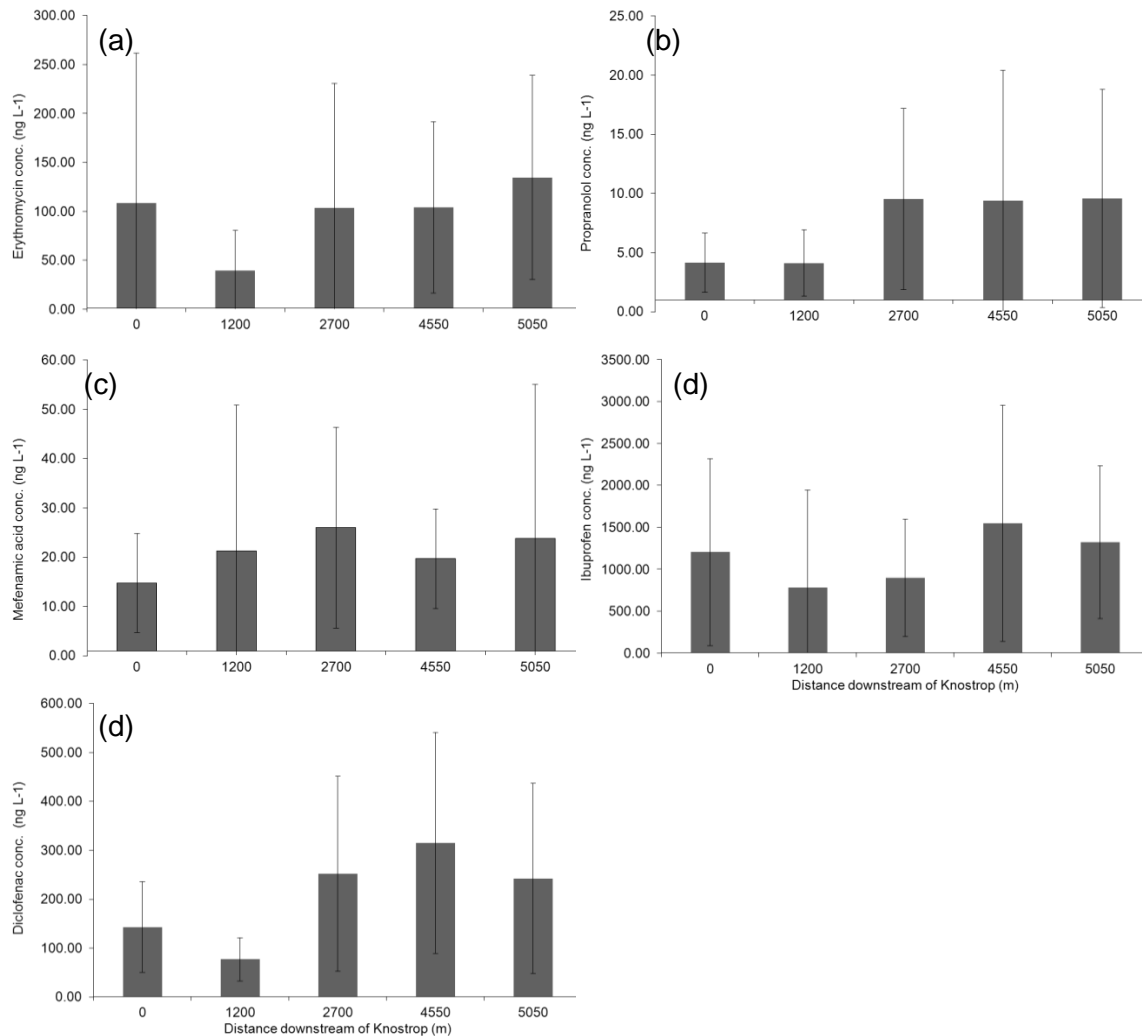 (a)
Erythromycin conc. (ng L-1)
300.00
250.00
200.00
150.00
100.00
50.00
0.00
0 1200 2700 4550 5050
(b)
Propranolol conc. (ng L-1)
25.00
20.00
15.00
10.00
5.00
0.00
0 1200 2700 4550 5050
(c)
Mefenamic acid conc. (ng L-1)
60.00
50.00
40.00
30.00
20.00
10.00
0.00
0 1200 2700 4550 5050
(d)
Ibuprofen conc. (ng L-1)
3500.00
3000.00
2500.00
2000.00
1500.00
1000.00
500.00
0.00
0 1200 2700 4550 5050
Distance downstream of Knostrop (m)
(d)
Diclofenac conc. (ng L-1)
600.00
500.00
400.00
300.00
200.00
100.00
0.00
0 1200 2700 4550 5050
Distance downstream of Knostrop (m)